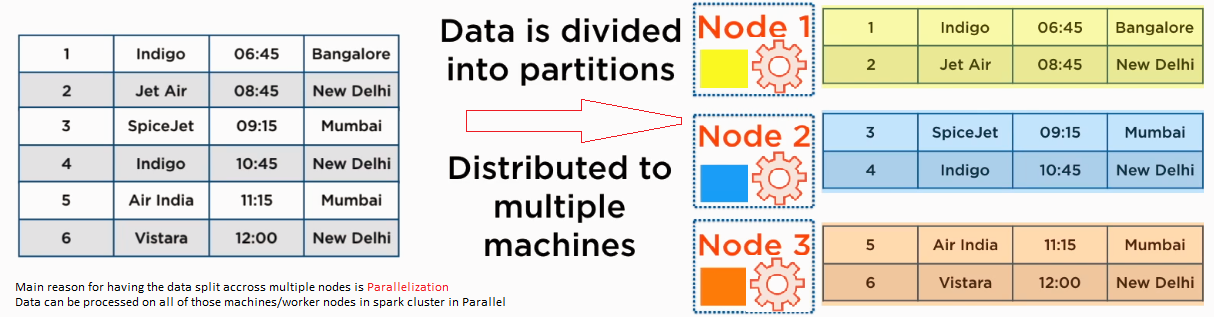 1 Indigo 06:45 Bangalore
2 Jet Air 08:45 New Delhi
3 SpiceJet 09:15 Mumbai
4 Indigo 10:45 New Delhi
5 Air India 11:15 Mumbai
6 Vistara 12:00 New Delhi
Main reason for having the data split accross multiple nodes is Parallelization
Data can be processed on all of those machines/worker nodes in spark cluster in Parallel
Data is divided
into partitions
Distributed to
multiple
machines
Node 1
1 Indigo 06:45 Bangalore
2 Jet Air 08:45 New Delhi
Node 2
3 SpiceJet 09:15 Mumbai
4 Indigo 10:45 New Delhi
Node 3
5 Air India 11:15 Mumbai
6 Vistara 12:00 New Delhi